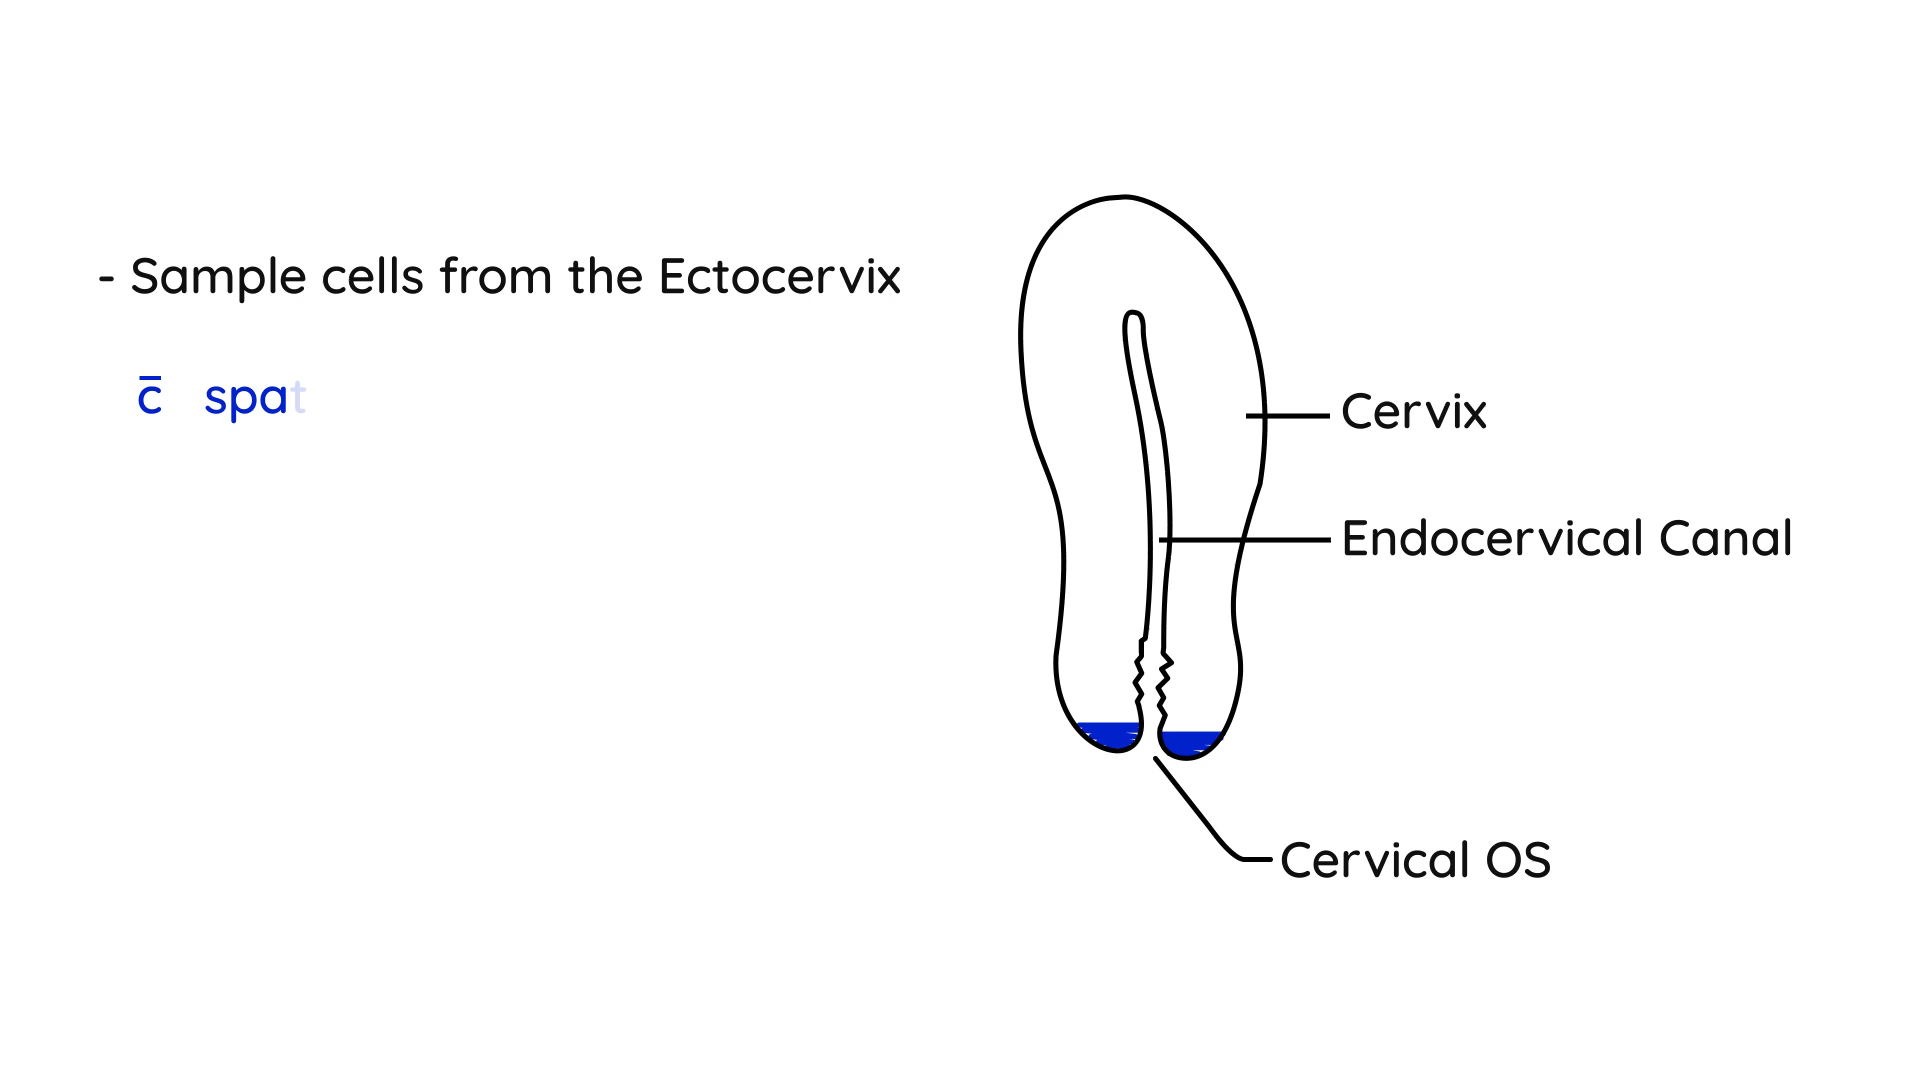 - Sample cells from the Ectocervix
c̄ spat
Cervix
Endocervical Canal
Cervical OS